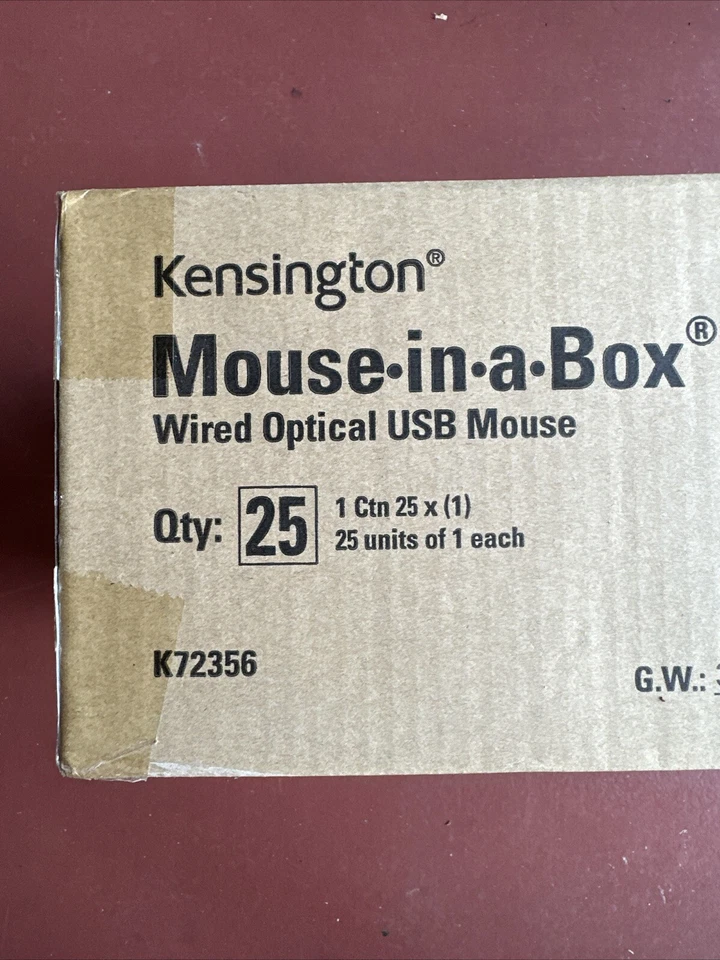 Kensington®
Mouse•in•a•Box®
Wired Optical USB Mouse
Qty: 25
1 Ctn 25 x (1)
25 units of 1 each
K72356
G.W.: